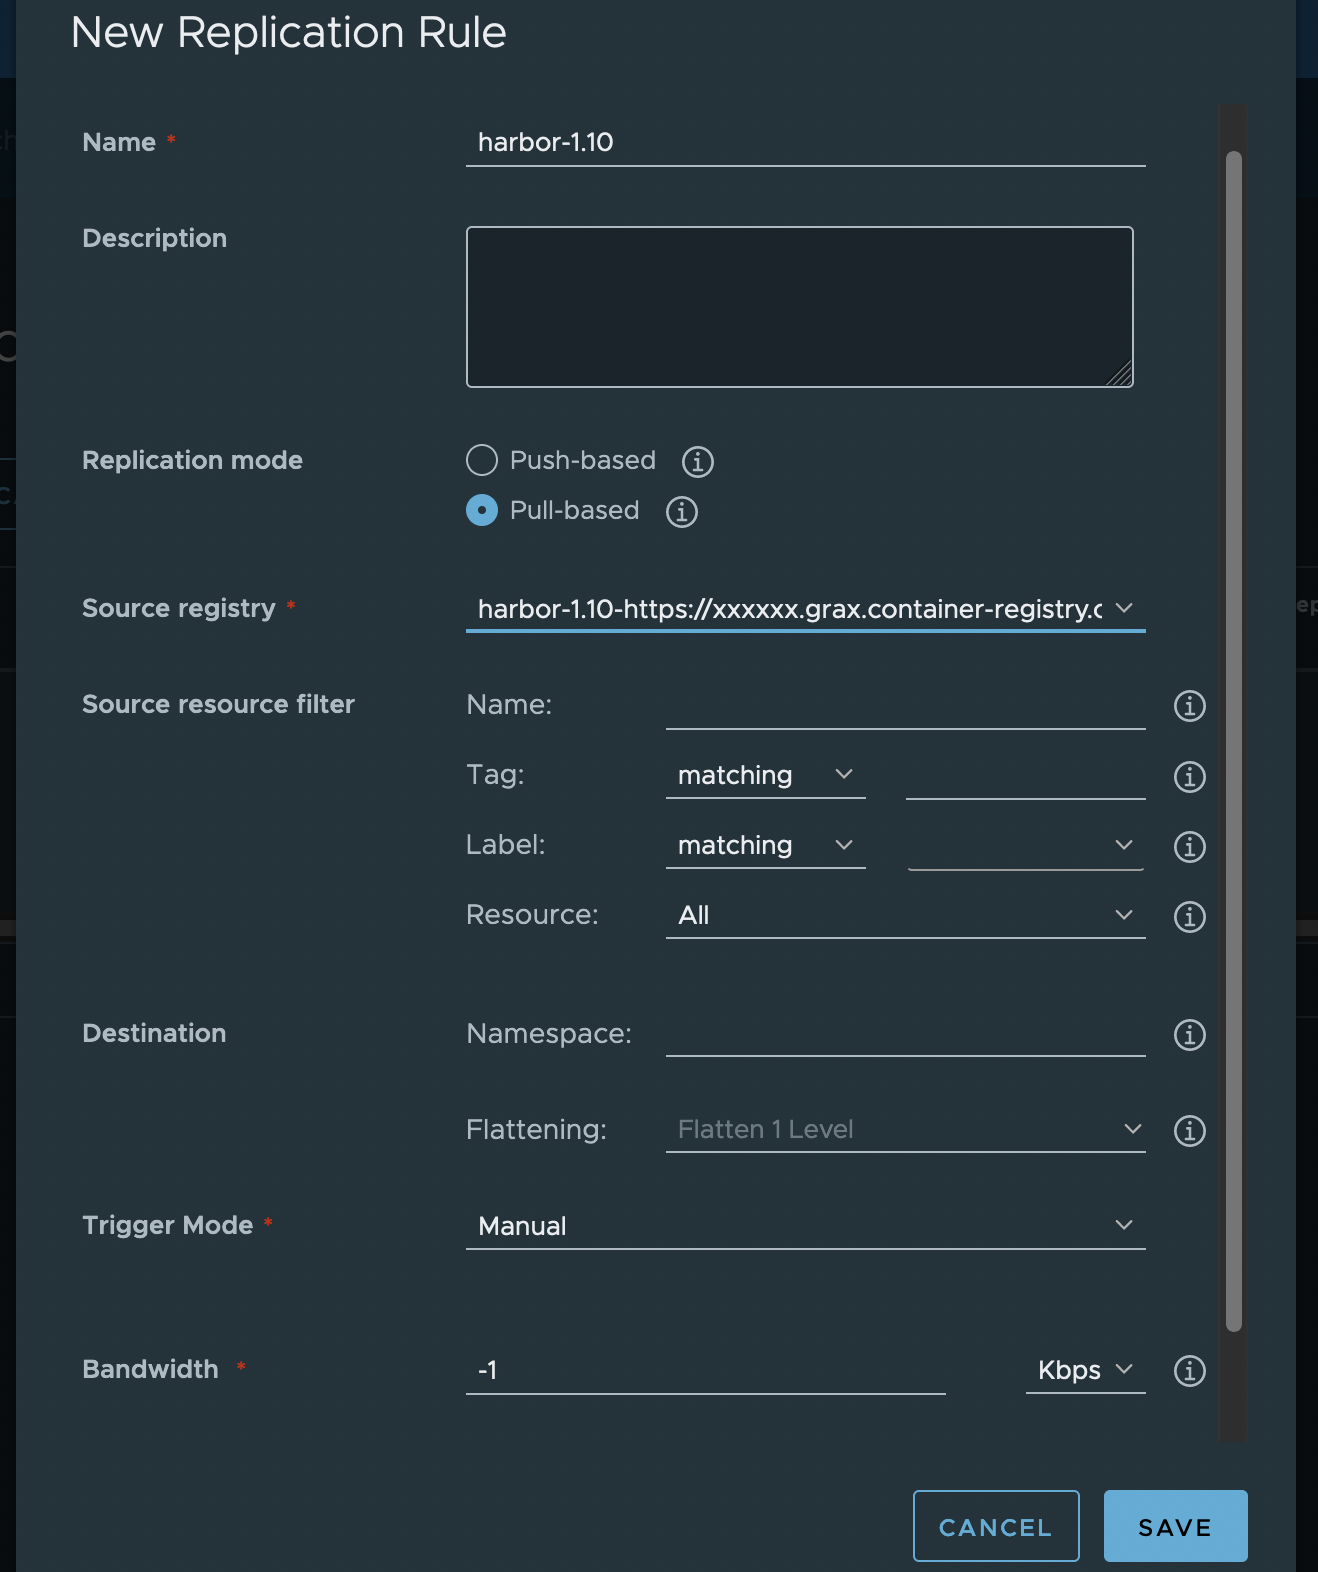 New Replication Rule
Name *
harbor-1.10
Description
Replication mode
Push-based
Pull-based
Source registry *
harbor-1.10-https://xxxxxx.grax.container-registry.c
Source resource filter
Name:
Tag:
matching
Label:
matching
Resource:
All
Destination
Namespace:
Flattening:
Flatten 1 Level
Trigger Mode *
Manual
Bandwidth *
-1
Kbps
CANCEL
SAVE